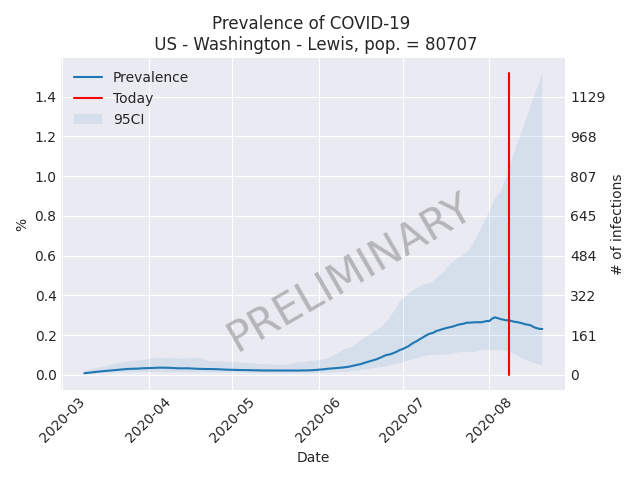 Prevalence of COVID-19
US - Washington - Lewis, pop. = 80707
Prevalence
Today
95CI
PRELIMINARY
%
1.4
1.2
1.0
0.8
0.6
0.4
0.2
0.0
1129
968
807
645
484
322
161
0
# of infections
2020-03
2020-04
2020-05
2020-06
2020-07
2020-08
Date